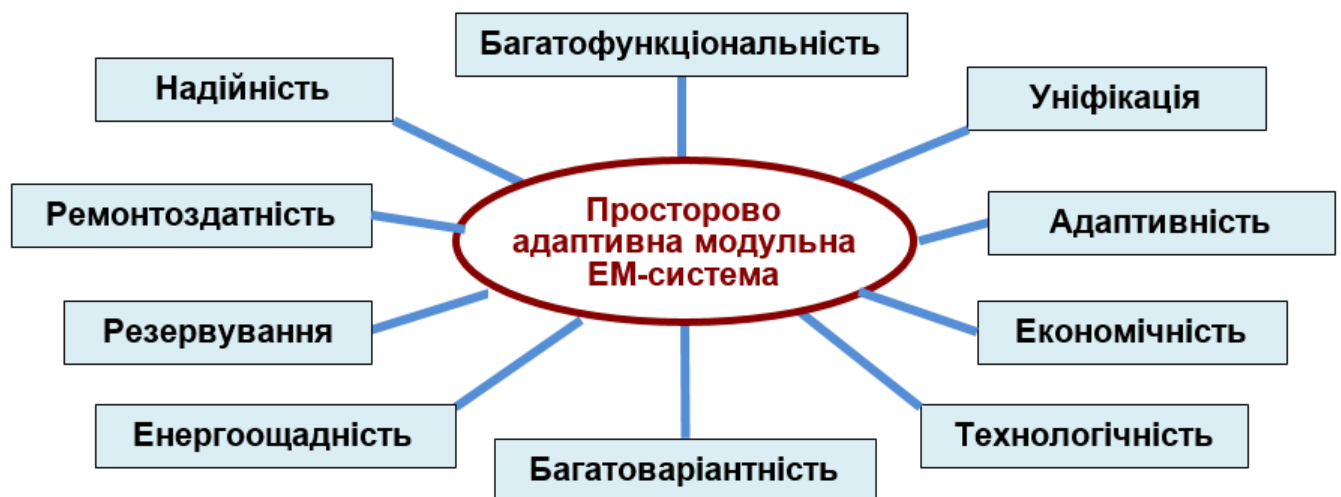 Багатофункціональність
Надійність
Уніфікація
Ремонтоздатність
Просторово
адаптивна модульна
ЕМ-система
Адаптивність
Резервування
Економічність
Енергоощадність
Технологічність
Багатоваріантність